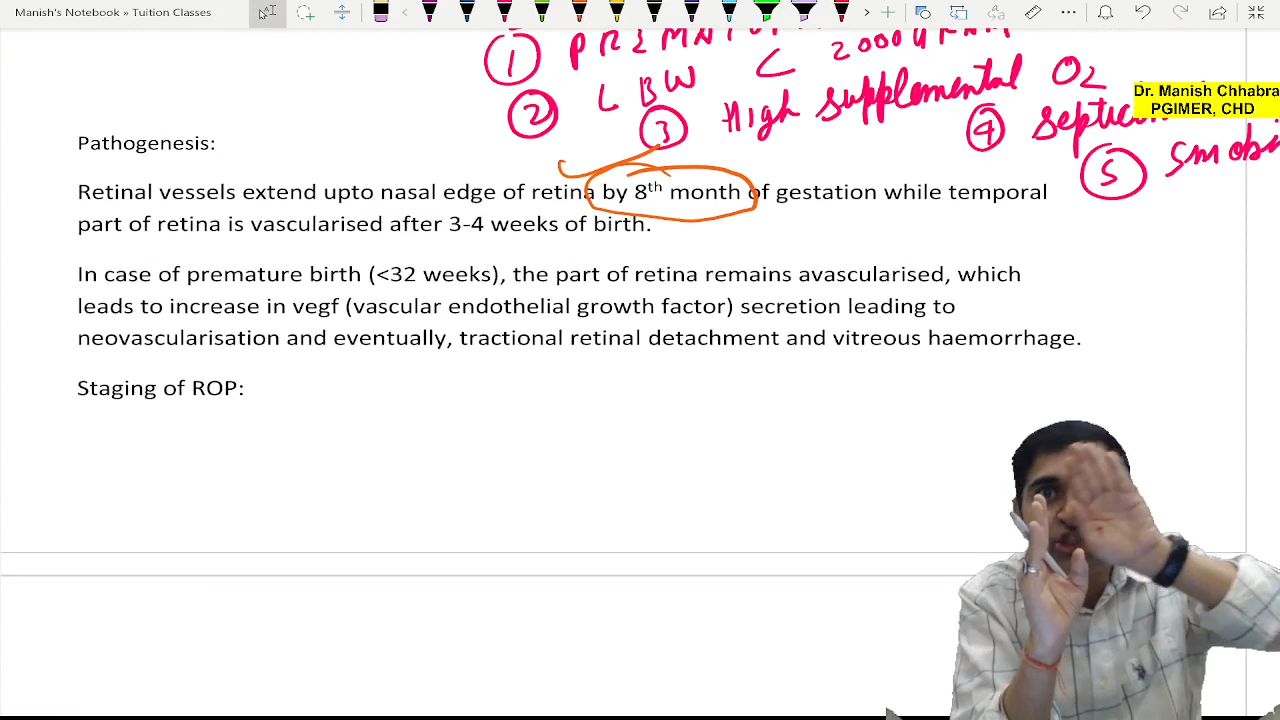 Manish's Notebook » Tuition Classes
①
② LBW < 2000
③ High supplemental O2
④
⑤
Dr. Manish Chhabra
PGIMER, CHD
Pathogenesis:
Retinal vessels extend upto nasal edge of retina by 8th month of gestation while temporal
part of retina is vascularised after 3-4 weeks of birth.
In case of premature birth (<32 weeks), the part of retina remains avascularised, which
leads to increase in vegf (vascular endothelial growth factor) secretion leading to
neovascularisation and eventually, tractional retinal detachment and vitreous haemorrhage.
Staging of ROP: